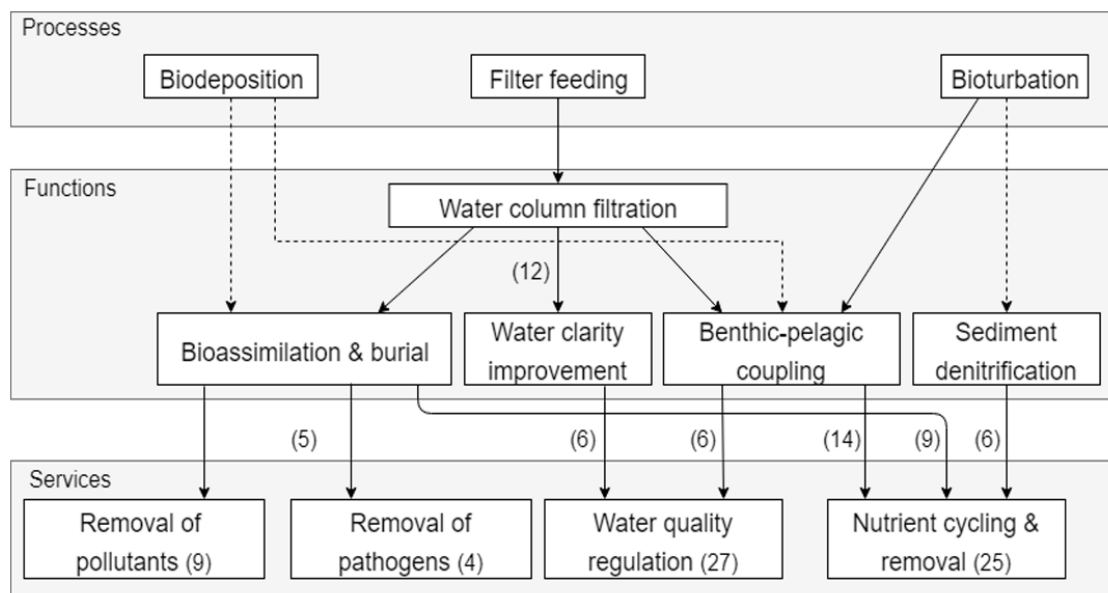 Processes
Biodeposition
Filter feeding
Bioturbation
Functions
Water column filtration
(12)
Bioassimilation & burial
Water clarity
improvement
Benthic-pelagic
coupling
Sediment
denitrification
(5)
(6)
(6)
(14)
(9)
(6)
Services
Removal of
pollutants (9)
Removal of
pathogens (4)
Water quality
regulation (27)
Nutrient cycling &
removal (25)